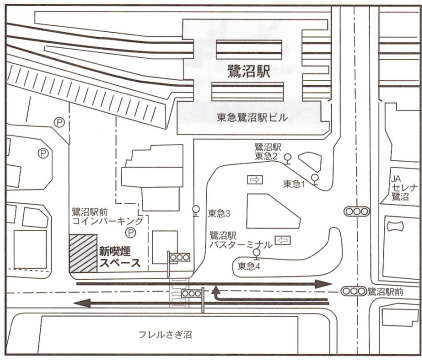 鷺沼駅
東急鷺沼駅ビル
鷺沼駅
東急2
東急1
JA
セレナ
鷺沼
P
P
鷺沼駅前
コインパーキング
P
東急3
鷺沼駅
バスターミナル
新喫煙
スペース
東急4
鷺沼駅前
フレルさぎ沼